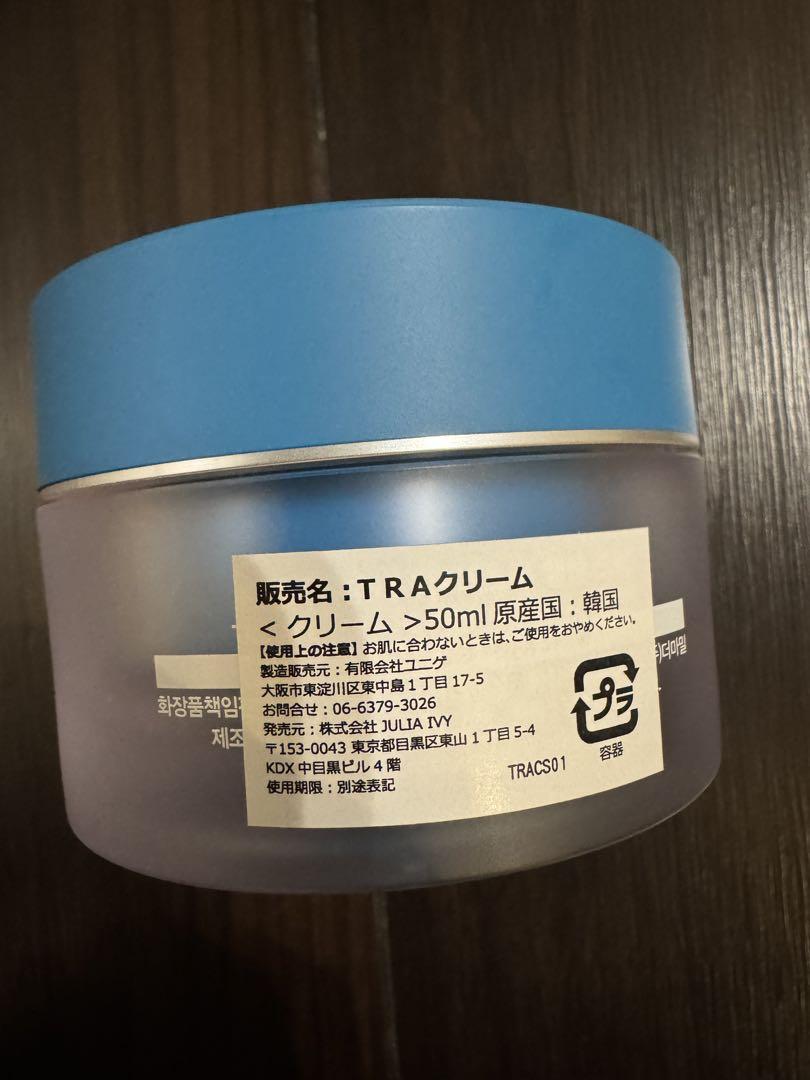 販売名：ＴＲＡクリーム
< クリーム >50ml 原産国：韓国
【使用上の注意】お肌に合わないときは、ご使用をおやめください。
製造販売元：有限会社ユニゲ
大阪市東淀川区東中島１丁目17-5
お問合せ：06-6379-3026
発売元：株式会社 JULIA IVY
〒153-0043 東京都目黒区東山１丁目5-4
KDX 中目黒ビル４階
使用期限：別途表記
プラ
容器
TRACS01
화장품책임
제조
더마밀